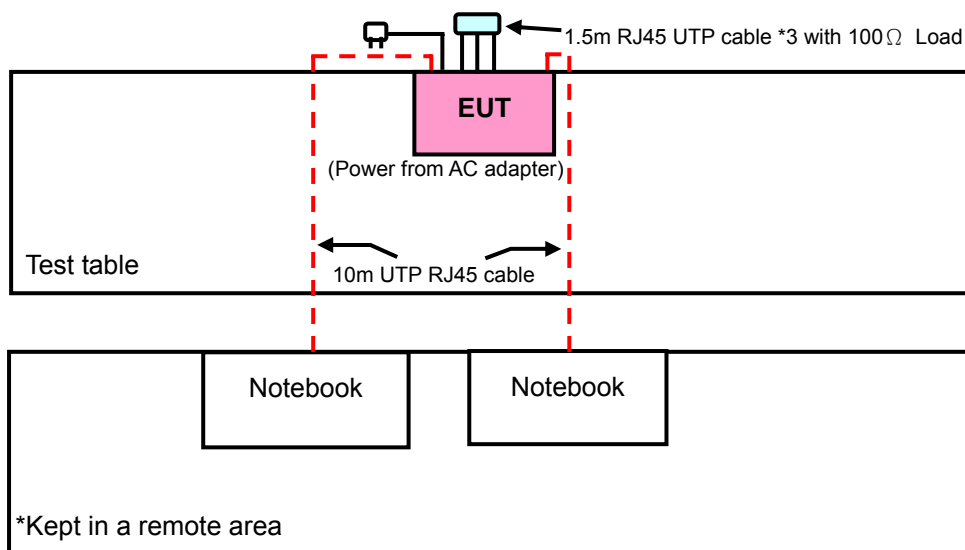 1.5m RJ45 UTP cable *3 with 100Ω Load
EUT
(Power from AC adapter)
Test table
10m UTP RJ45 cable
Notebook
Notebook
*Kept in a remote area